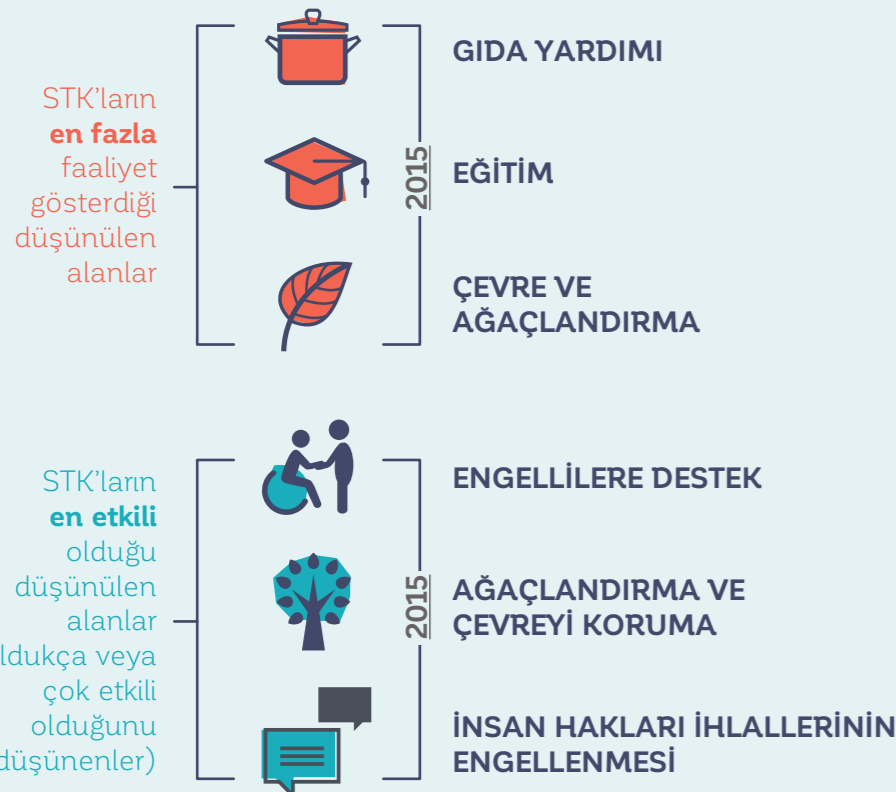 STK'ların
en fazla
faaliyet
gösterdiği
düşünülen
alanlar
2015
GIDA YARDIMI
EĞİTİM
ÇEVRE VE
AĞAÇLANDIRMA
STK'ların
en etkili
olduğu
düşünülen
alanlar
veya
çok etkili
olduğunu
düşünenler)
2015
ENGELLİLERE DESTEK
AĞAÇLANDIRMA VE
ÇEVREYİ KORUMA
İNSAN HAKLARI İHLALLERİNİN
ENGELLENMESİ